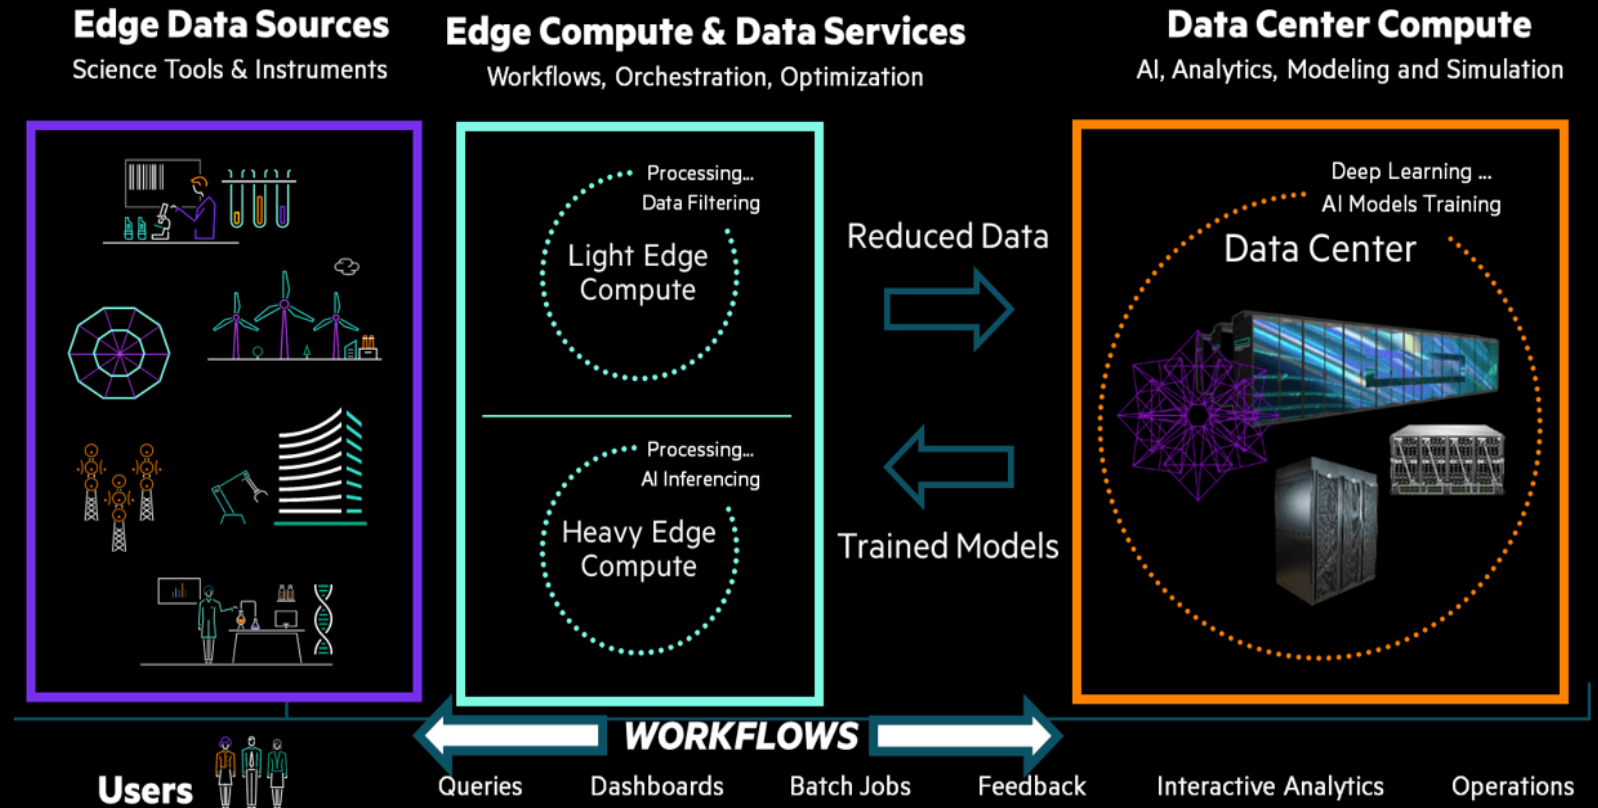 Edge Data Sources
Science Tools & Instruments
Edge Compute & Data Services
Workflows, Orchestration, Optimization
Data Center Compute
AI, Analytics, Modeling and Simulation
Processing...
Data Filtering
Light Edge
Compute
Processing...
AI Inferencing
Heavy Edge
Compute
Reduced Data
Trained Models
Deep Learning ...
AI Models Training
Data Center
WORKFLOWS
Users
Queries
Dashboards
Batch Jobs
Feedback
Interactive Analytics
Operations